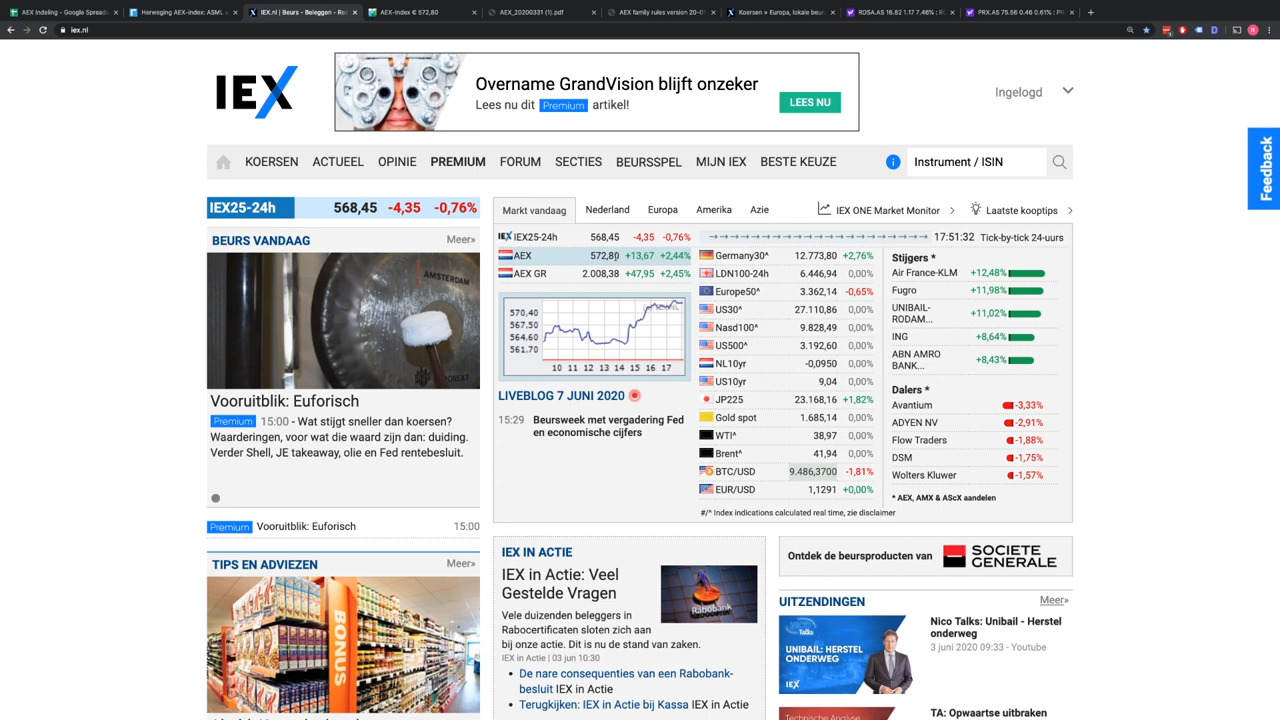 AEX Indeling - Google Spreads
Herweging AEX-index: ASML v
IEX.nl | Beurs - Beleggen - Re
AEX-Index € 572,80
AEX_20200331 (1).pdf
AEX family rules version 20-01
Koersen » Europa, lokale beur
RDSA.AS 16.82 1.17 7.46% : R
PRX.AS 75.56 0.46 0.61% : PR
iex.nl
IEX
Overname GrandVision blijft onzeker
Lees nu dit Premium artikel!
LEES NU
Ingelogd
Feedback
KOERSEN ACTUEEL OPINIE PREMIUM FORUM SECTIES BEURSSPEL MIJN IEX BESTE KEUZE
Instrument / ISIN
IEX25-24h 568,45 -4,35 -0,76%
BEURS VANDAAG Meer»
AMSTERDAM
Vooruitblik: Euforisch
Premium 15:00 - Wat stijgt sneller dan koersen?
Waarderingen, voor wat die waard zijn dan: duiding.
Verder Shell, JE takeaway, olie en Fed rentebesluit.
Premium Vooruitblik: Euforisch 15:00
TIPS EN ADVIEZEN Meer»
BONUS
Markt vandaag Nederland Europa Amerika Azie
IEX ONE Market Monitor
Laatste kooptips
IEX IEX25-24h 568,45 -4,35 -0,76%
AEX 572,80 +13,67 +2,44%
AEX GR 2.008,38 +47,95 +2,45%
570,40
567,50
564,60
561,70
10 11 12 13 14 15 16 17
LIVEBLOG 7 JUNI 2020
15:29 Beursweek met vergadering Fed
en economische cijfers
17:51:32 Tick-by-tick 24-uurs
Germany30^ 12.773,80 +2,76%
LDN100-24h 6.446,94 0,00%
Europe50^ 3.362,14 -0,65%
US30^ 27.110,86 0,00%
Nasd100^ 9.828,49 0,00%
US500^ 3.192,60 0,00%
NL10yr -0,0950 0,00%
US10yr 9,04 0,00%
JP225 23.168,16 +1,82%
Gold spot 1.685,14 0,00%
WTI^ 38,97 0,00%
Brent^ 41,94 0,00%
BTC/USD 9.486,3700 -1,81%
EUR/USD 1,1291 +0,00%
#/^ Index indications calculated real time, zie disclaimer
Stijgers *
Air France-KLM +12,48%
Fugro +11,98%
UNIBAIL-
RODAM... +11,02%
ING +8,64%
ABN AMRO
BANK... +8,43%
Dalers *
Avantium -3,33%
ADYEN NV -2,91%
Flow Traders -1,88%
DSM -1,75%
Wolters Kluwer -1,57%
* AEX, AMX & AScX aandelen
IEX IN ACTIE
IEX in Actie: Veel
Gestelde Vragen
Rabobank
Vele duizenden beleggers in
Rabocertificaten sloten zich aan
bij onze actie. Dit is nu de stand van zaken.
IEX in Actie | 03 jun 10:30
• De nare consequenties van een Rabobank-
besluit IEX in Actie
• Terugkijken: IEX in Actie bij Kassa IEX in Actie
Ontdek de beursproducten van
SOCIETE
GENERALE
UITZENDINGEN Meer»
Talks
UNIBAIL: HERSTEL
ONDERWEG
IEX
Nico Talks: Unibail - Herstel
onderweg
3 juni 2020 09:33 - Youtube
Technische Analyse
TA: Opwaartse uitbraken